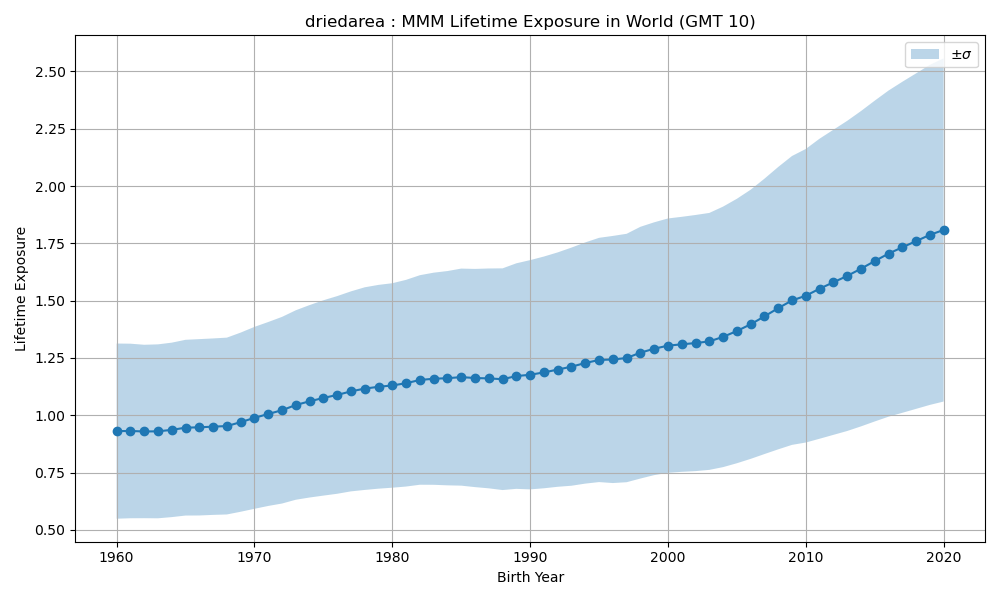 driedarea : MMM Lifetime Exposure in World (GMT 10)
±σ
Lifetime Exposure
2.50
2.25
2.00
1.75
1.50
1.25
1.00
0.75
0.50
1960 1970 1980 1990 2000 2010 2020
Birth Year